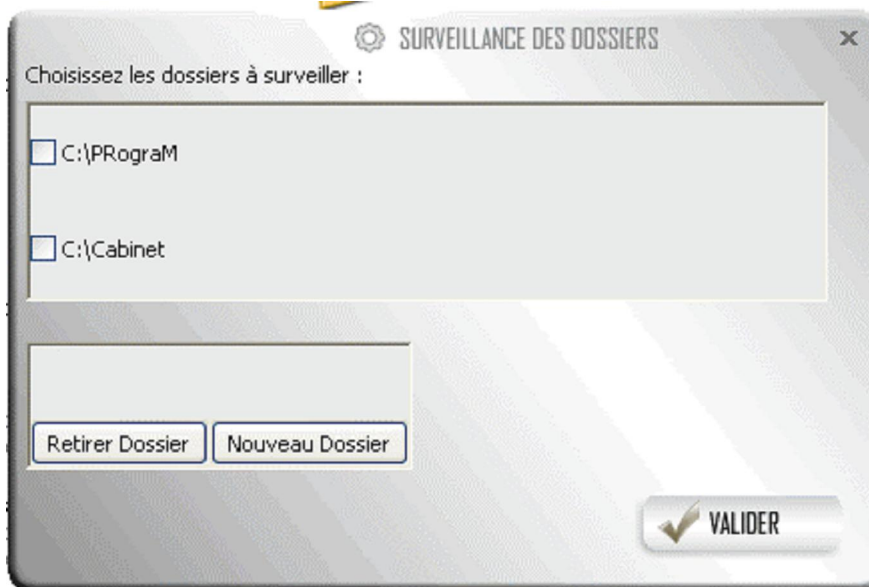 SURVEILLANCE DES DOSSIERS
Choisissez les dossiers à surveiller :
C:\PRograM
C:\Cabinet
Retirer Dossier Nouveau Dossier
VALIDER